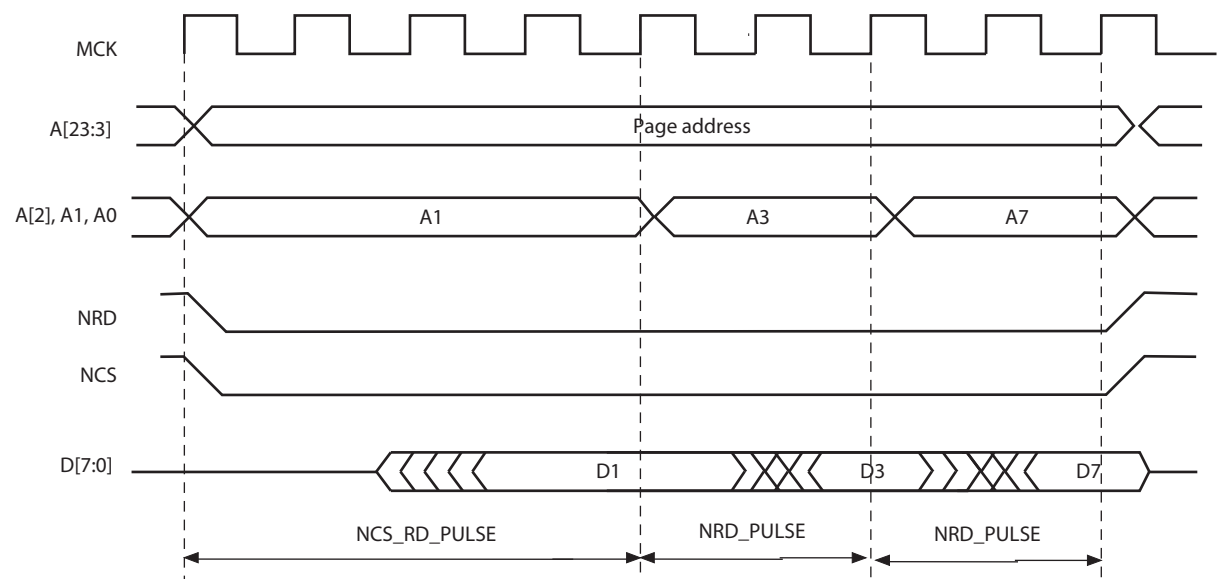 MCK
A[23:3]
Page address
A[2], A1, A0
A1
A3
A7
NRD
NCS
D[7:0]
D1
D3
D7
NCS_RD_PULSE
NRD_PULSE
NRD_PULSE